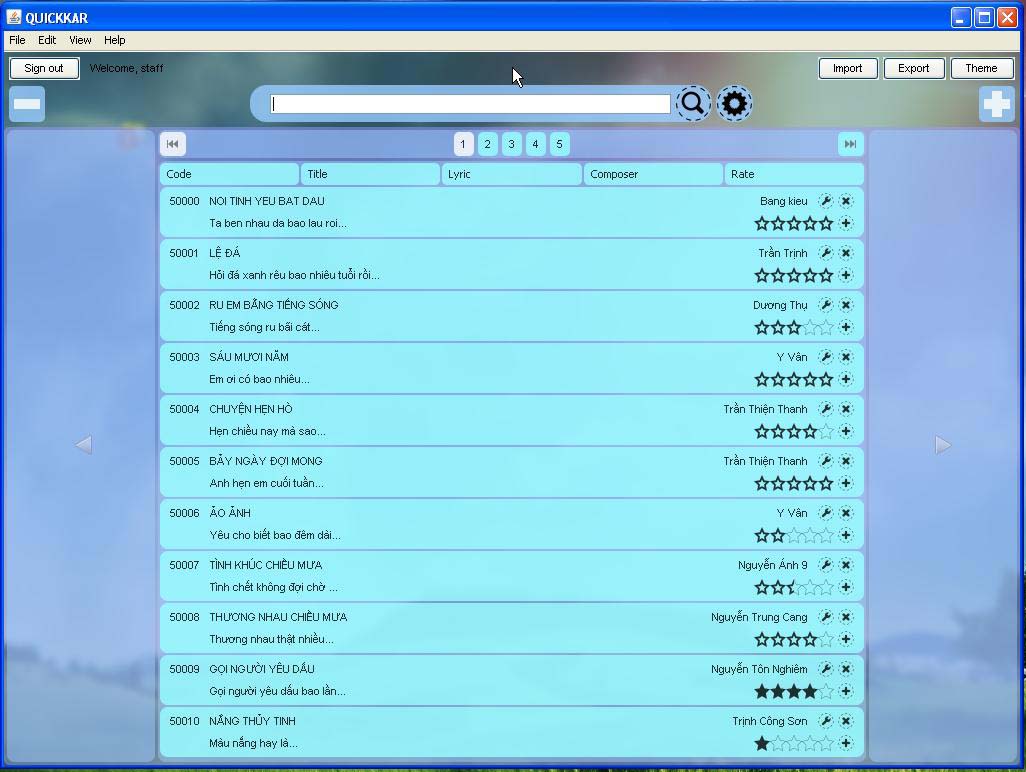 QUICKKAR
File Edit View Help
Sign out Welcome, staff Import Export Theme
1 2 3 4 5
Code Title Lyric Composer Rate
50000 NOI TINH YEU BAT DAU Bang kieu
Ta ben nhau da bao lau roi...
50001 LỆ ĐÁ Trần Trịnh
Hỏi đá xanh rêu bao nhiêu tuổi rồi...
50002 RU EM BẰNG TIẾNG SÓNG Dương Thụ
Tiếng sóng ru bãi cát...
50003 SÁU MƯƠI NĂM Y Vân
Em ơi có bao nhiêu...
50004 CHUYỆN HẸN HÒ Trần Thiện Thanh
Hẹn chiều nay mà sao...
50005 BẢY NGÀY ĐỢI MONG Trần Thiện Thanh
Anh hẹn em cuối tuần...
50006 ẢO ẢNH Y Vân
Yêu cho biết bao đêm dài...
50007 TÌNH KHÚC CHIỀU MƯA Nguyễn Ánh 9
Tình chết không đợi chờ ...
50008 THƯƠNG NHAU CHIỀU MƯA Nguyễn Trung Cang
Thương nhau thật nhiều...
50009 GỌI NGƯỜI YÊU DẤU Nguyễn Tôn Nghiêm
Gọi người yêu dấu bao lần...
50010 NẮNG THỦY TINH Trịnh Công Sơn
Màu nắng hay là...